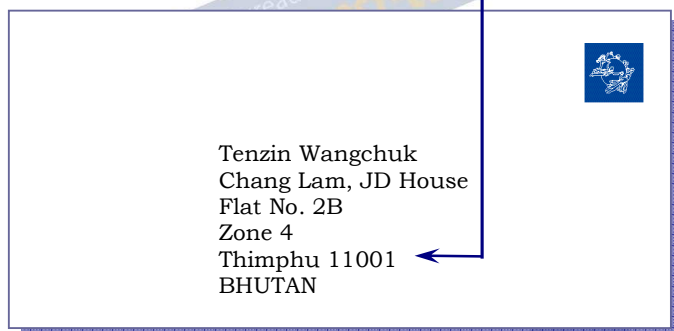 Tenzin Wangchuk
Chang Lam, JD House
Flat No. 2B
Zone 4
Thimphu 11001
BHUTAN